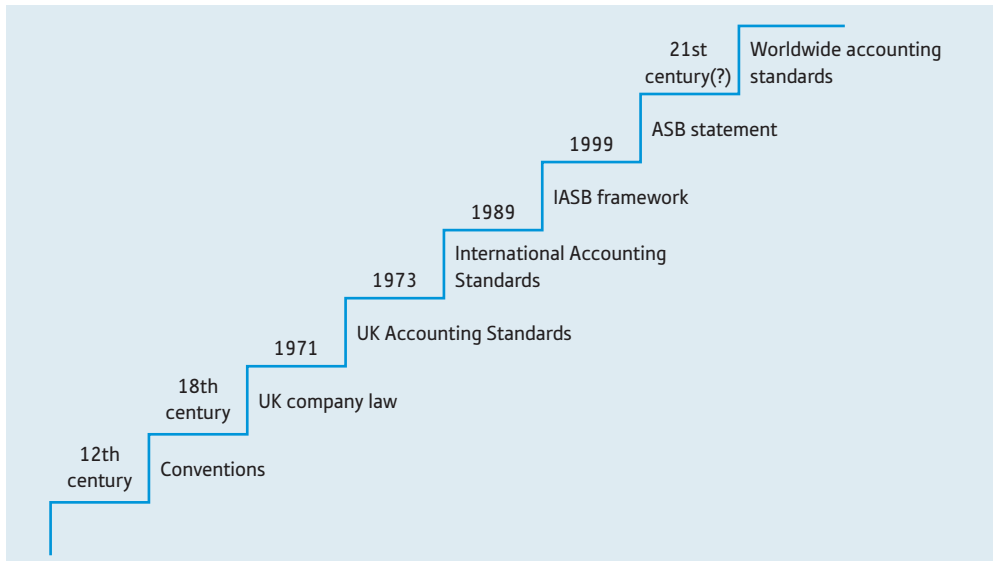 21st
century(?)
Worldwide accounting
standards
1999
ASB statement
1989
IASB framework
1973
International Accounting
Standards
1971
UK Accounting Standards
18th
century
UK company law
12th
century
Conventions